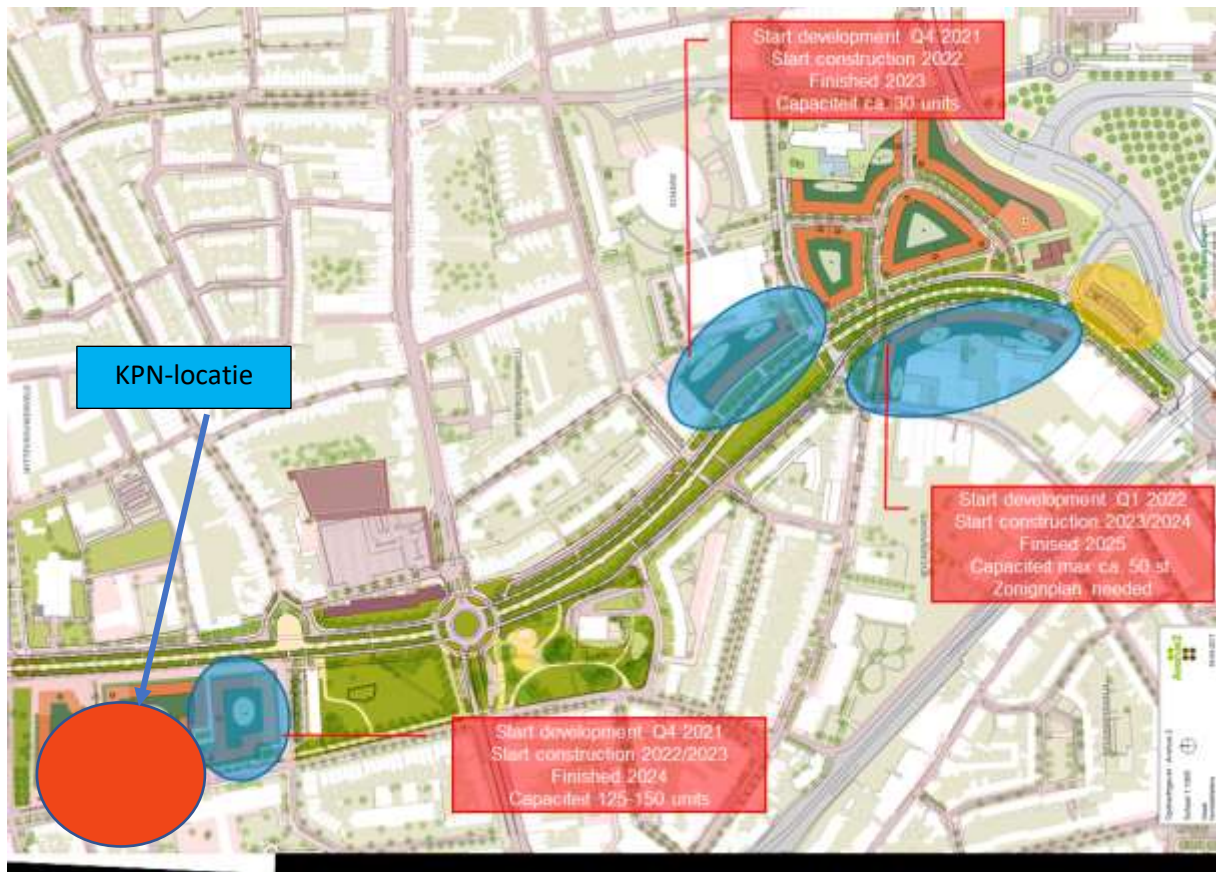 Start development Q4 2021
Start construction 2022
Finished 2023
Capaciteit ca. 30 units
KPN-locatie
Start development Q1 2022
Start construction 2023/2024
Finised 2025
Capaciteit max ca. 50 st.
Zonignplan needed
Start development Q4 2021
Start construction 2022/2023
Finished 2024
Capaciteit 125-150 units